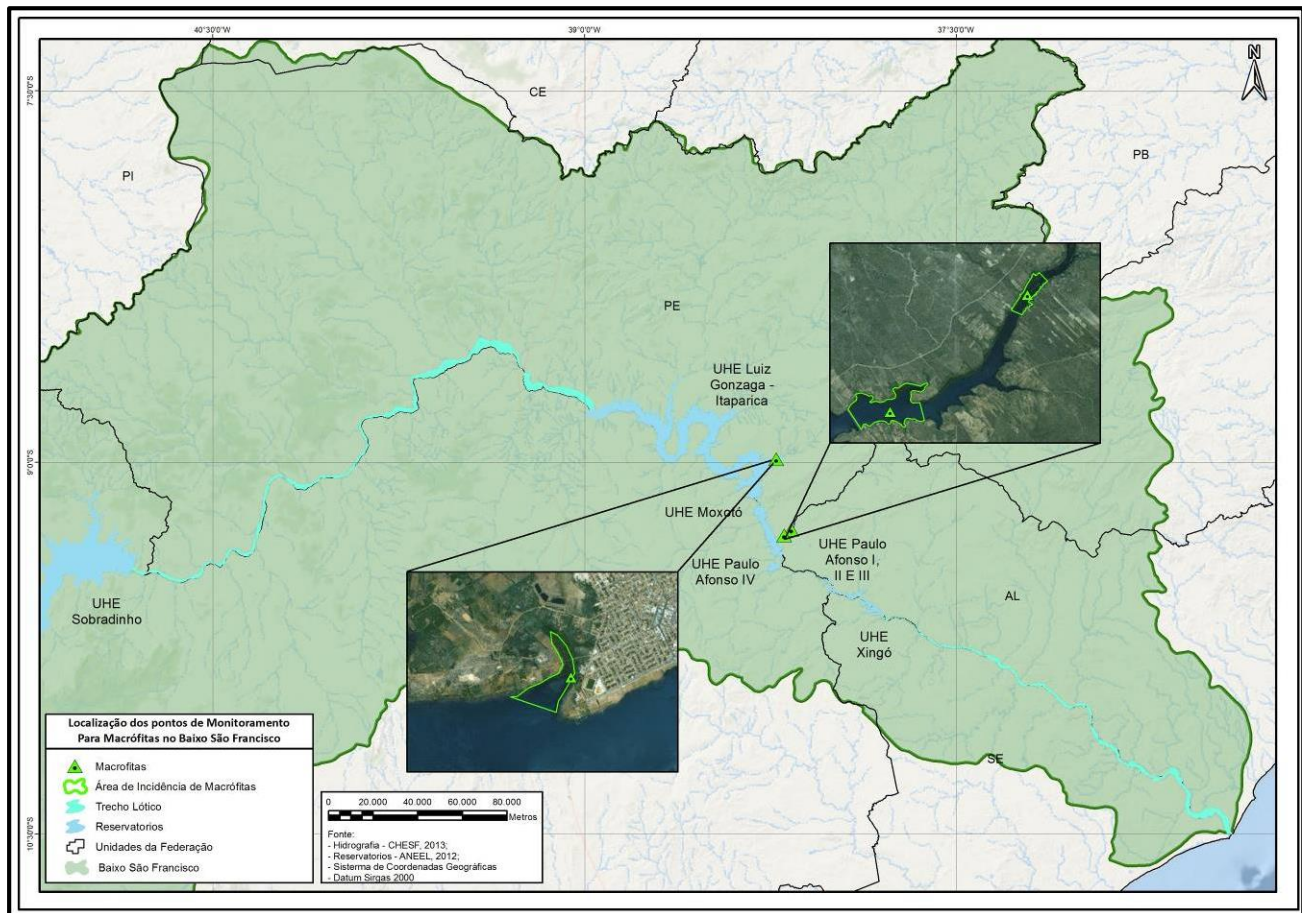 40°30'0"W
39°0'0"W
37°30'0"W
N
7°30'0"S
CE
PB
PI
PE
UHE Luiz
Gonzaga -
Itaparica
9°0'0"S
UHE Moxotó
UHE Paulo
Afonso IV
UHE Paulo
Afonso I,
II E III
UHE
Sobradinho
AL
UHE
Xingó
SE
10°30'0"S
Localização dos pontos de Monitoramento
Para Macrófitas no Baixo São Francisco
Macrofitas
Área de Incidência de Macrófitas
Trecho Lótico
Reservatorios
Unidades da Federação
Baixo São Francisco
0 20.000 40.000 60.000 80.000
Metros
Fonte:
- Hidrografia - CHESF, 2013;
- Reservatorios - ANEEL, 2012;
- Sisterma de Coordenadas Geográficas
- Datum Sirgas 2000